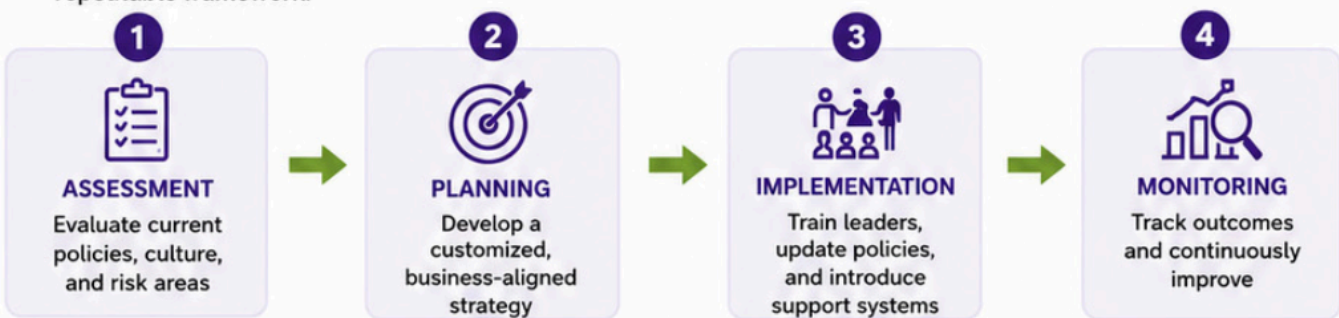 1
ASSESSMENT
Evaluate current
policies, culture,
and risk areas
2
PLANNING
Develop a
customized,
business-aligned
strategy
3
IMPLEMENTATION
Train leaders,
update policies,
and introduce
support systems
4
MONITORING
Track outcomes
and continuously
improve